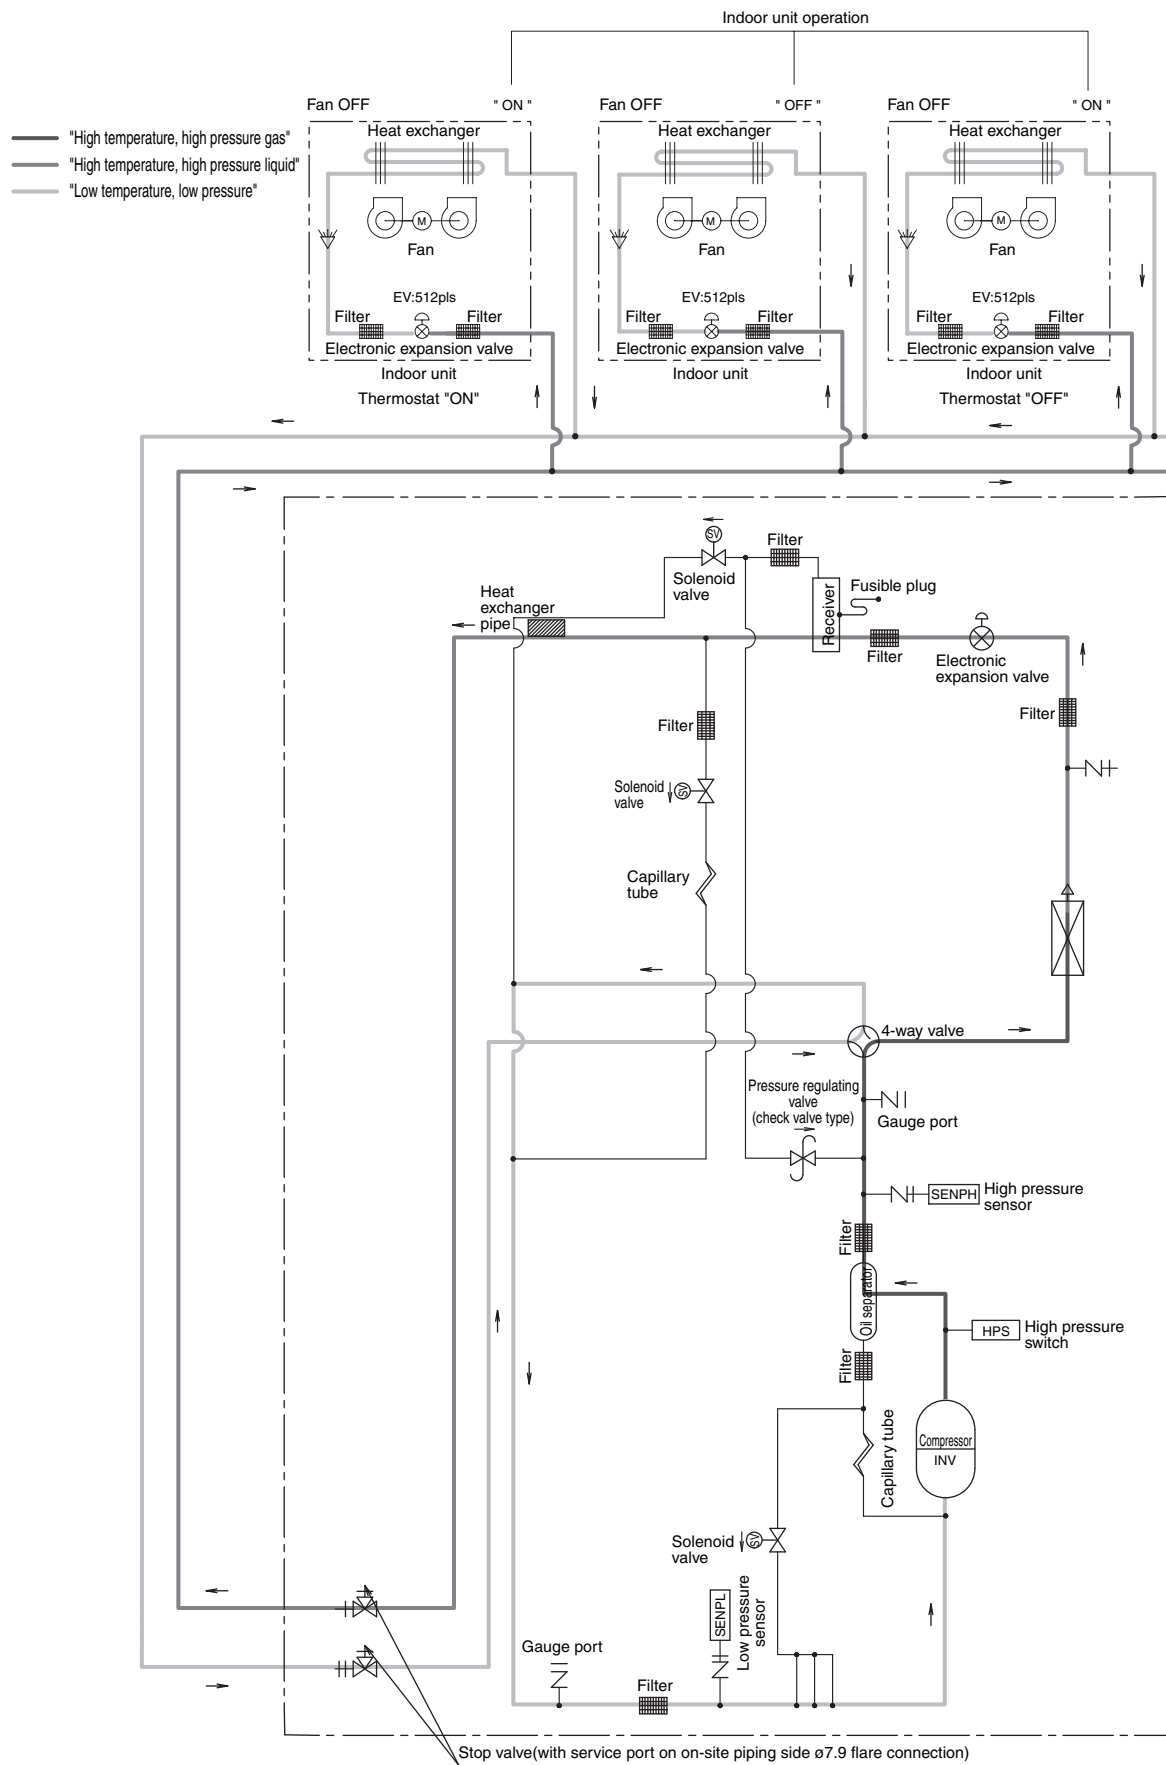 Indoor unit operation
Fan OFF
" ON "
Fan OFF
" OFF "
Fan OFF
" ON "
"High temperature, high pressure gas"
"High temperature, high pressure liquid"
"Low temperature, low pressure"
Heat exchanger
M
Fan
EV:512pls
Filter
Filter
Electronic expansion valve
Indoor unit
Thermostat "ON"
Heat exchanger
M
Fan
EV:512pls
Filter
Filter
Electronic expansion valve
Indoor unit
Heat exchanger
M
Fan
EV:512pls
Filter
Filter
Electronic expansion valve
Indoor unit
Thermostat "OFF"
SV
Solenoid
valve
Filter
Receiver
Fusible plug
Heat
exchanger
pipe
Filter
Electronic
expansion valve
Filter
Filter
Solenoid
valve
SV
Capillary
tube
4-way valve
Pressure regulating
valve
(check valve type)
Gauge port
SENPH
High pressure
sensor
Filter
Oil separator
HPS
High pressure
switch
Filter
Capillary tube
Compressor
INV
Solenoid
valve
SV
SENPL
Low pressure
sensor
Gauge port
Filter
Stop valve(with service port on on-site piping side ø7.9 flare connection)